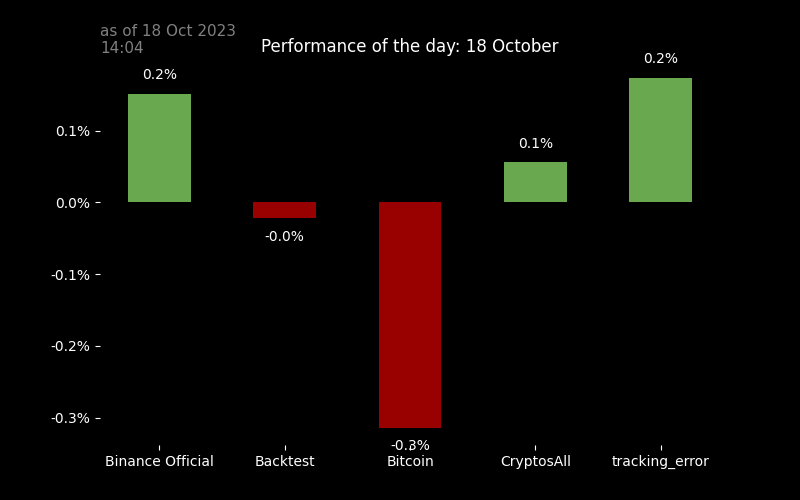 as of 18 Oct 2023
14:04
Performance of the day: 18 October
0.2%
-0.0%
-0.3%
0.1%
0.2%
0.1%
0.0%
-0.1%
-0.2%
-0.3%
Binance Official
Backtest
Bitcoin
CryptosAll
tracking_error